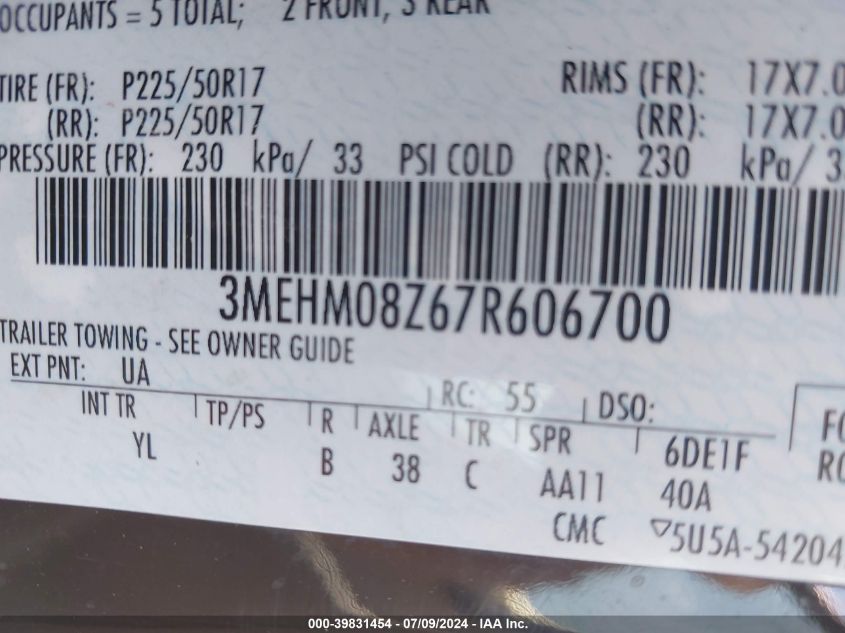 OCCUPANTS = 5 TOTAL; 2 FRONT, 3 REAR
TIRE (FR): P225/50R17 RIMS (FR): 17X7.0
(RR): P225/50R17 (RR): 17X7.0
PRESSURE (FR): 230 kPa/ 33 PSI COLD (RR): 230 kPa/ 3
3MEHM08Z67R606700
TRAILER TOWING - SEE OWNER GUIDE
EXT PNT: UA RC: 55 DSO:
INT TR TP/PS R AXLE TR SPR 6DE1F FO
YL B 38 C AA11 40A RO
CMC ▽5U5A-54204
000-39831454 - 07/09/2024 - IAA Inc.